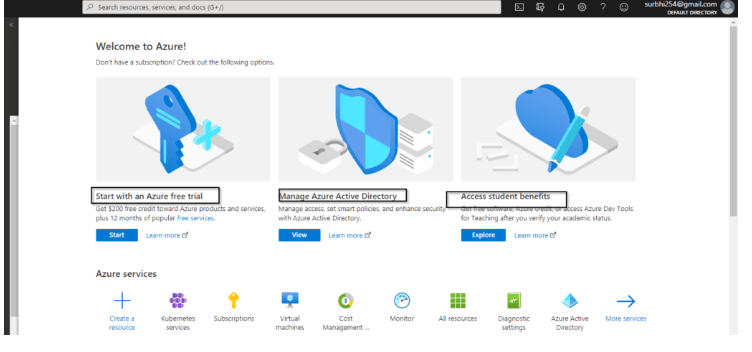 Search resources, services, and docs (G+/)
surbhi254@gmail.com
DEFAULT DIRECTORY
Welcome to Azure!
Don't have a subscription? Check out the following options.
Start with an Azure free trial
Get $200 free credit toward Azure products and services,
plus 12 months of popular free services.
Start Learn more
Manage Azure Active Directory
Manage access, set smart policies, and enhance security
with Azure Active Directory.
View Learn more
Access student benefits
Get free software, Azure credit, or access Azure Dev Tools
for Teaching after you verify your academic status.
Explore Learn more
Azure services
Create a
resource
Kubernetes
services
Subscriptions
Virtual
machines
Cost
Management ...
Monitor
All resources
Diagnostic
settings
Azure Active
Directory
More services